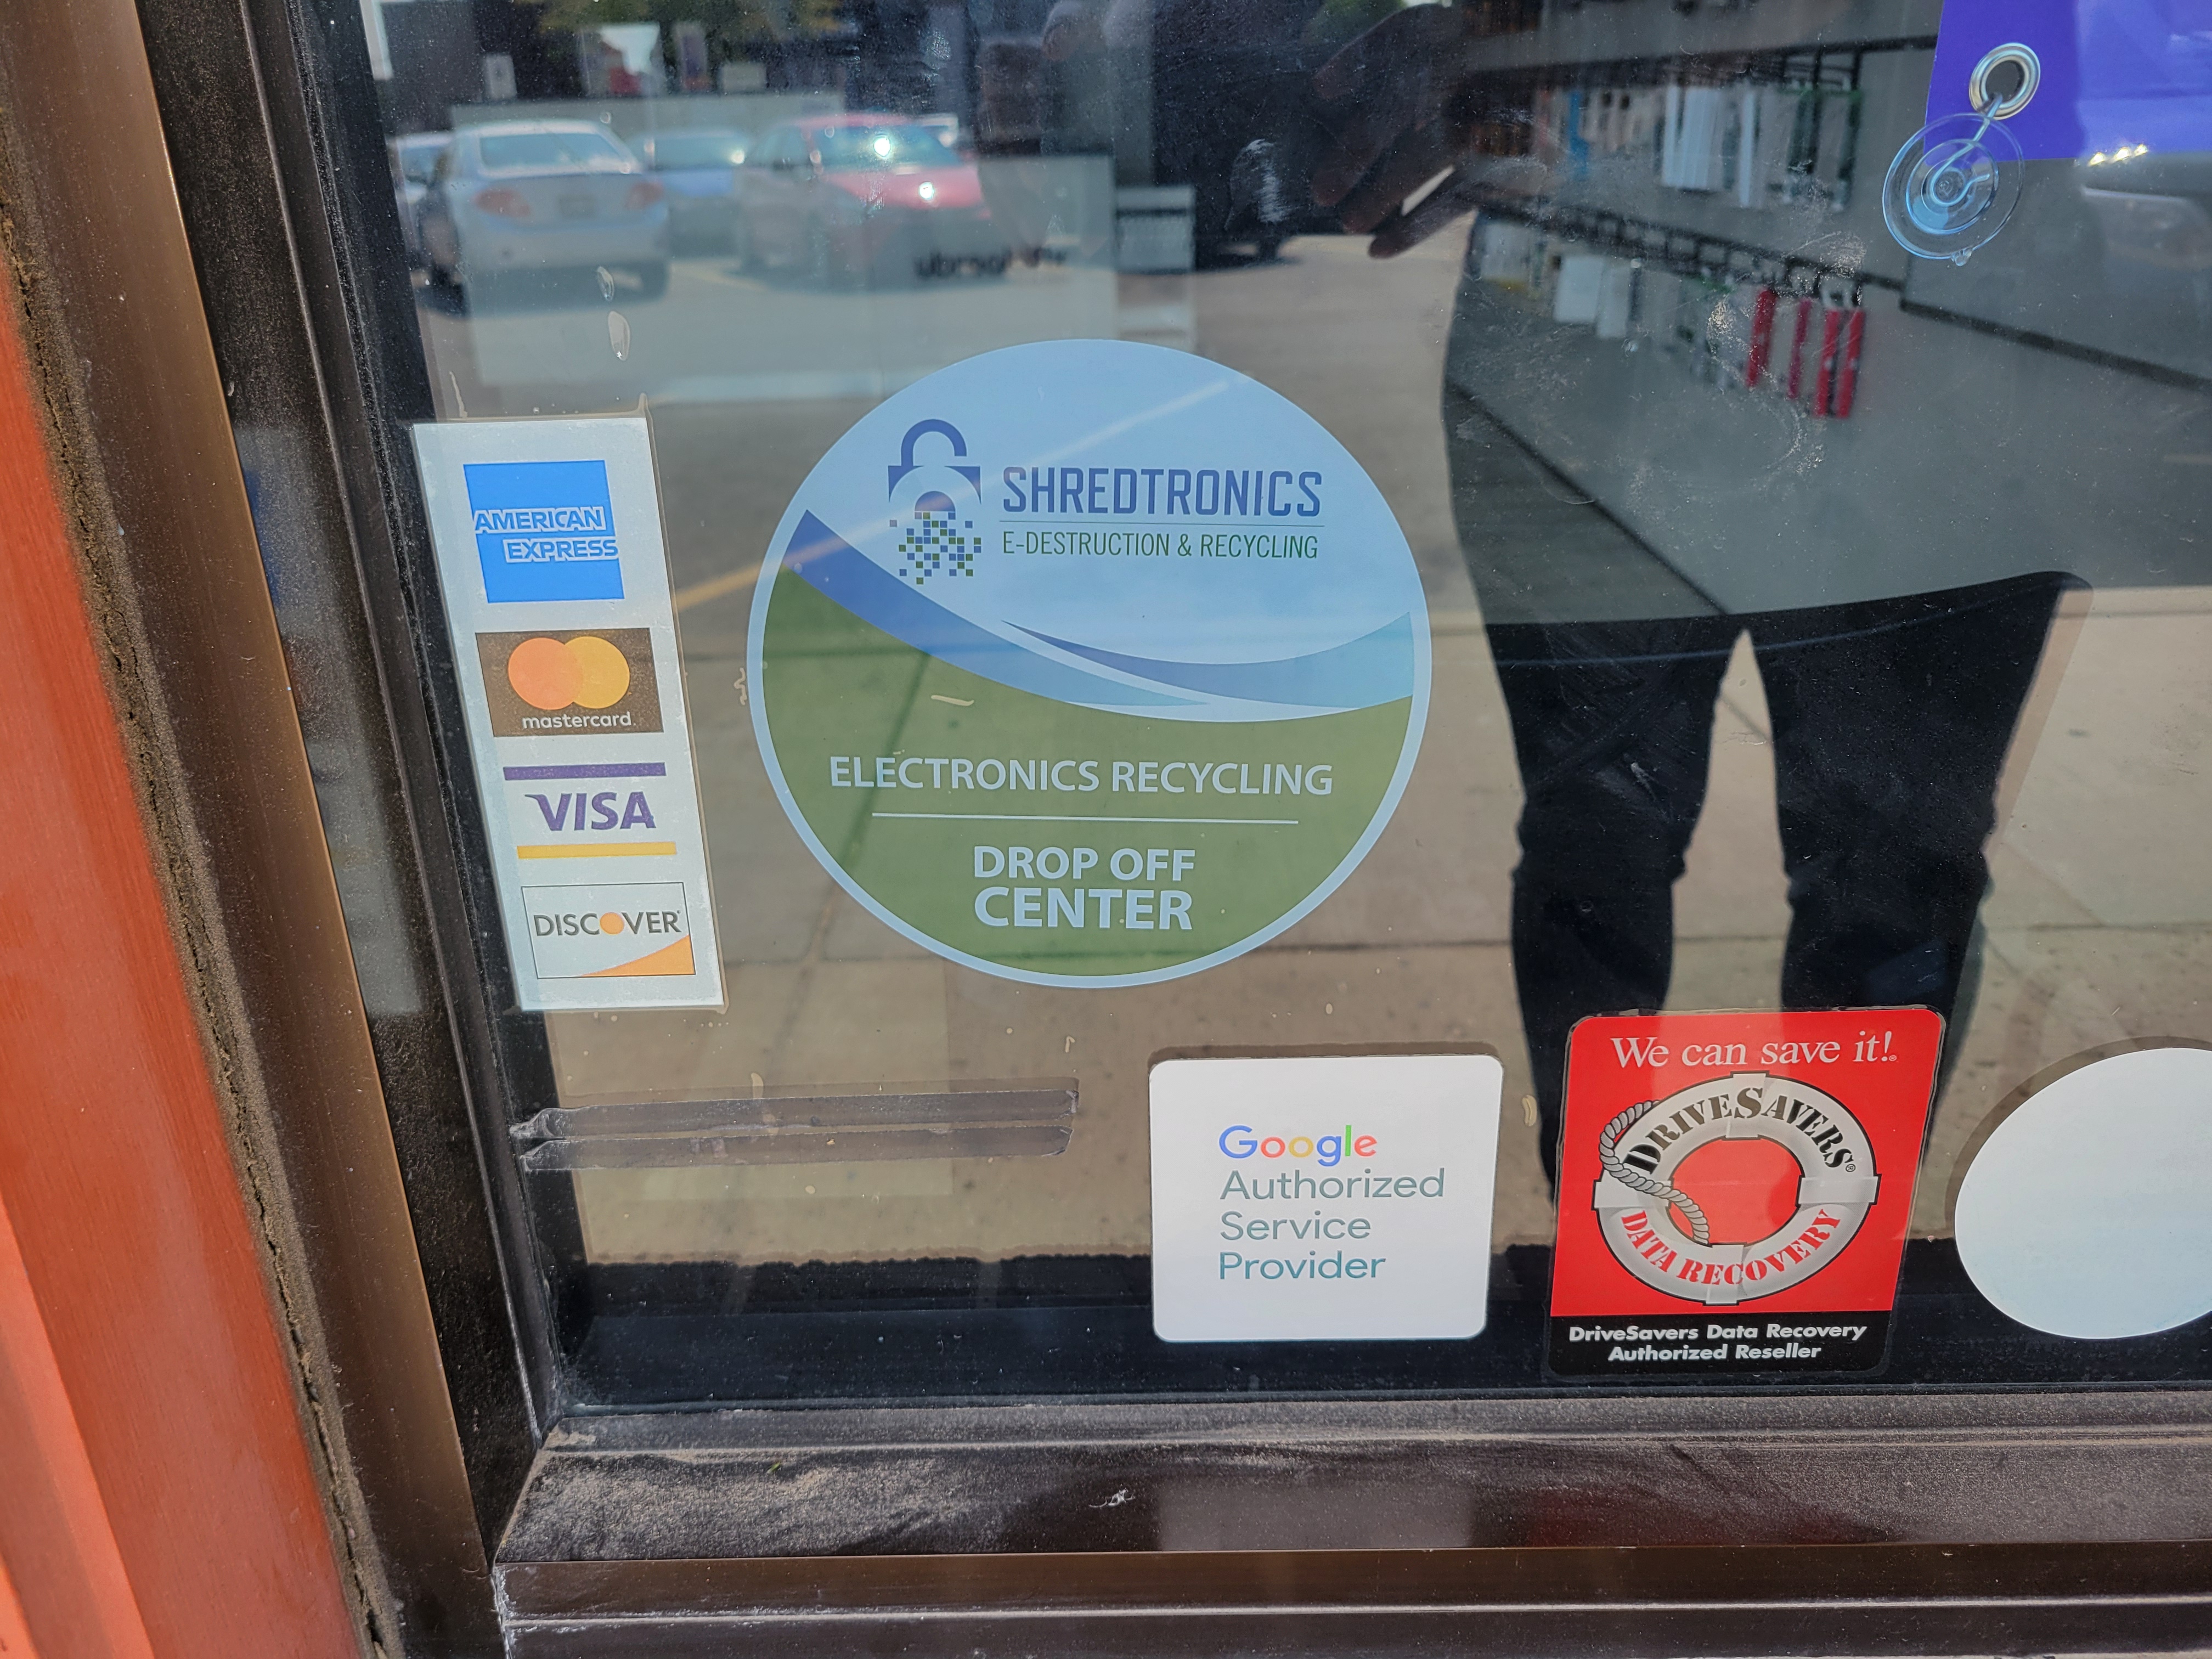 AMERICAN
EXPRESS
mastercard
VISA
DISCOVER
SHREDTRONICS
E-DESTRUCTION & RECYCLING
ELECTRONICS RECYCLING
DROP OFF
CENTER
Google
Authorized
Service
Provider
We can save it!®
DRIVESAVERS®
DATA RECOVERY
DriveSavers Data Recovery
Authorized Reseller